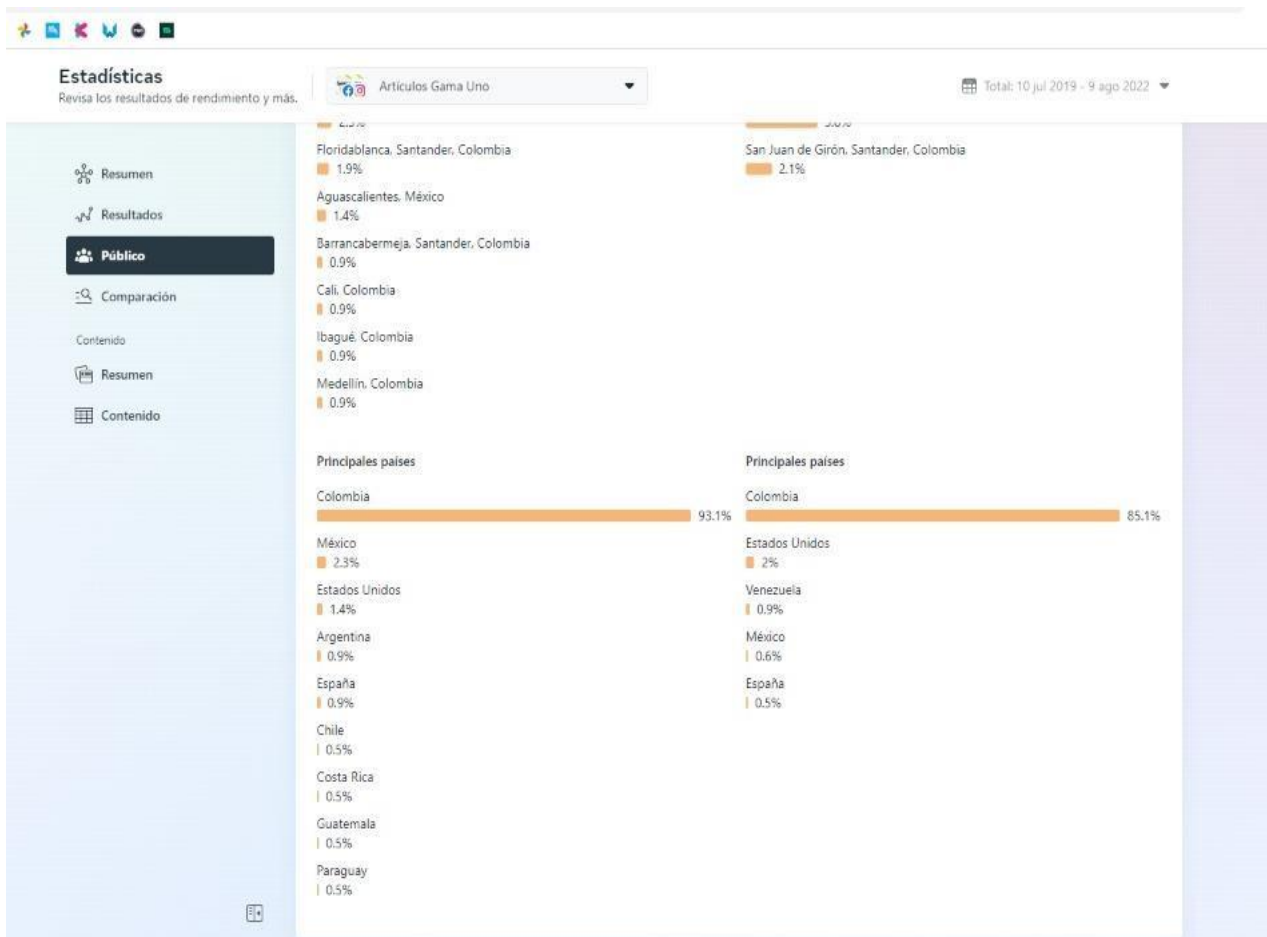 Estadísticas
Revisa los resultados de rendimiento y más.
Artículos Gama Uno
Total: 10 jul 2019 - 9 ago 2022
Resumen
Resultados
Público
Comparación
Contenido
Resumen
Contenido
Floridablanca, Santander, Colombia
1.9%
Aguascalientes, México
1.4%
Barrancabermeja, Santander, Colombia
0.9%
Cali, Colombia
0.9%
Ibagué, Colombia
0.9%
Medellín, Colombia
0.9%
San Juan de Girón, Santander, Colombia
2.1%
Principales países
Colombia
93.1%
México
2.3%
Estados Unidos
1.4%
Argentina
0.9%
España
0.9%
Chile
0.5%
Costa Rica
0.5%
Guatemala
0.5%
Paraguay
0.5%
Principales países
Colombia
85.1%
Estados Unidos
2%
Venezuela
0.9%
México
0.6%
España
0.5%